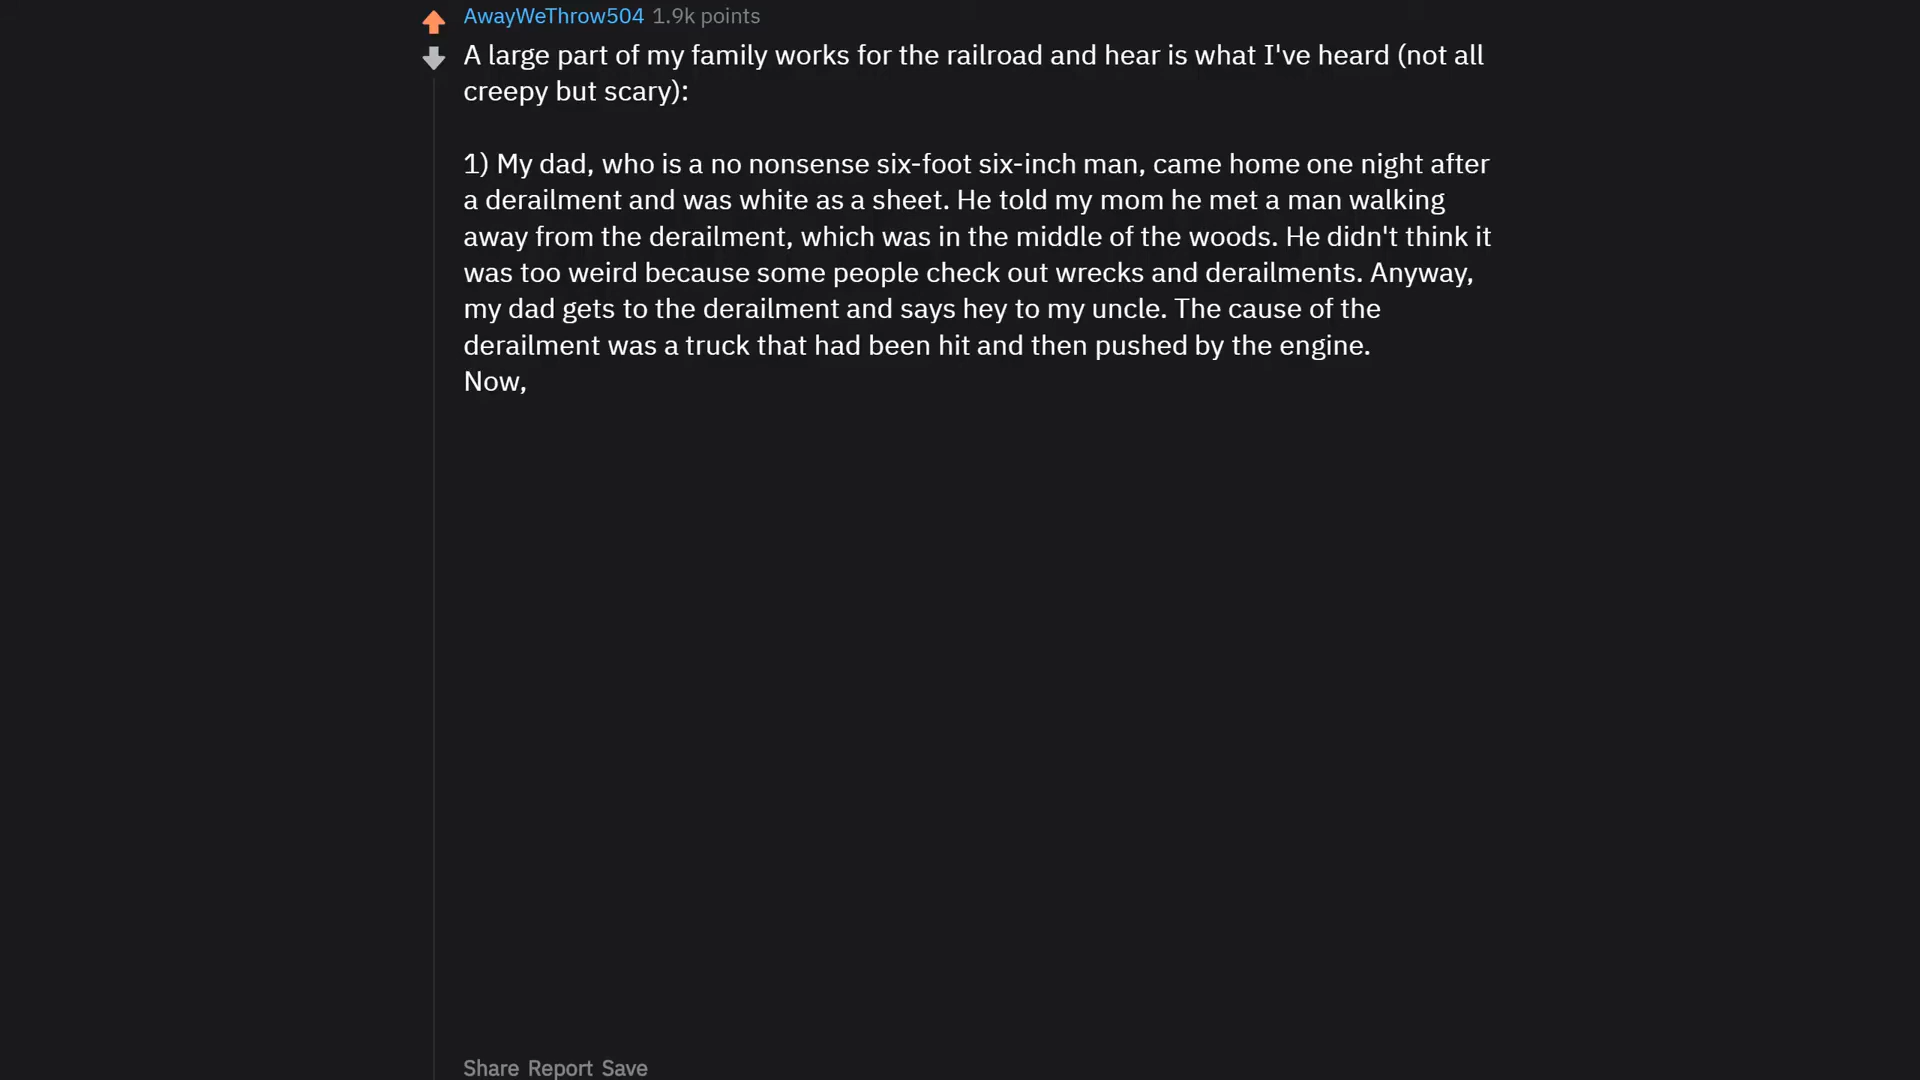 AwayWeThrow504 1.9k points
A large part of my family works for the railroad and hear is what I've heard (not all
creepy but scary):
1) My dad, who is a no nonsense six-foot six-inch man, came home one night after
a derailment and was white as a sheet. He told my mom he met a man walking
away from the derailment, which was in the middle of the woods. He didn't think it
was too weird because some people check out wrecks and derailments. Anyway,
my dad gets to the derailment and says hey to my uncle. The cause of the
derailment was a truck that had been hit and then pushed by the engine.
Now,
Share Report Save